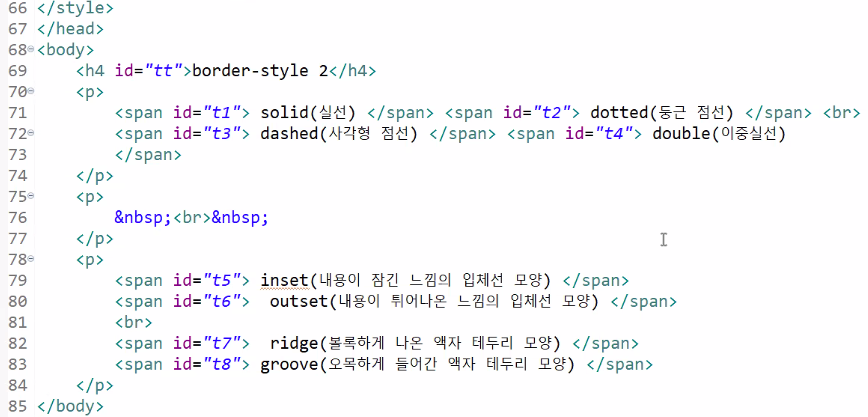 66 </style>
67 </head>
68 <body>
69     <h4 id="tt">border-style 2</h4>
70     <p>
71         <span id="t1"> solid(실선) </span> <span id="t2"> dotted(둥근 점선) </span> <br>
72         <span id="t3"> dashed(사각형 점선) </span> <span id="t4"> double(이중실선)
73         </span>
74     </p>
75     <p>
76         &nbsp;<br>&nbsp;
77     </p>
78     <p>
79         <span id="t5"> inset(내용이 잠긴 느낌의 입체선 모양) </span>
80         <span id="t6">  outset(내용이 튀어나온 느낌의 입체선 모양) </span>
81         <br>
82         <span id="t7">  ridge(볼록하게 나온 액자 테두리 모양) </span>
83         <span id="t8"> groove(오목하게 들어간 액자 테두리 모양) </span>
84     </p>
85 </body>